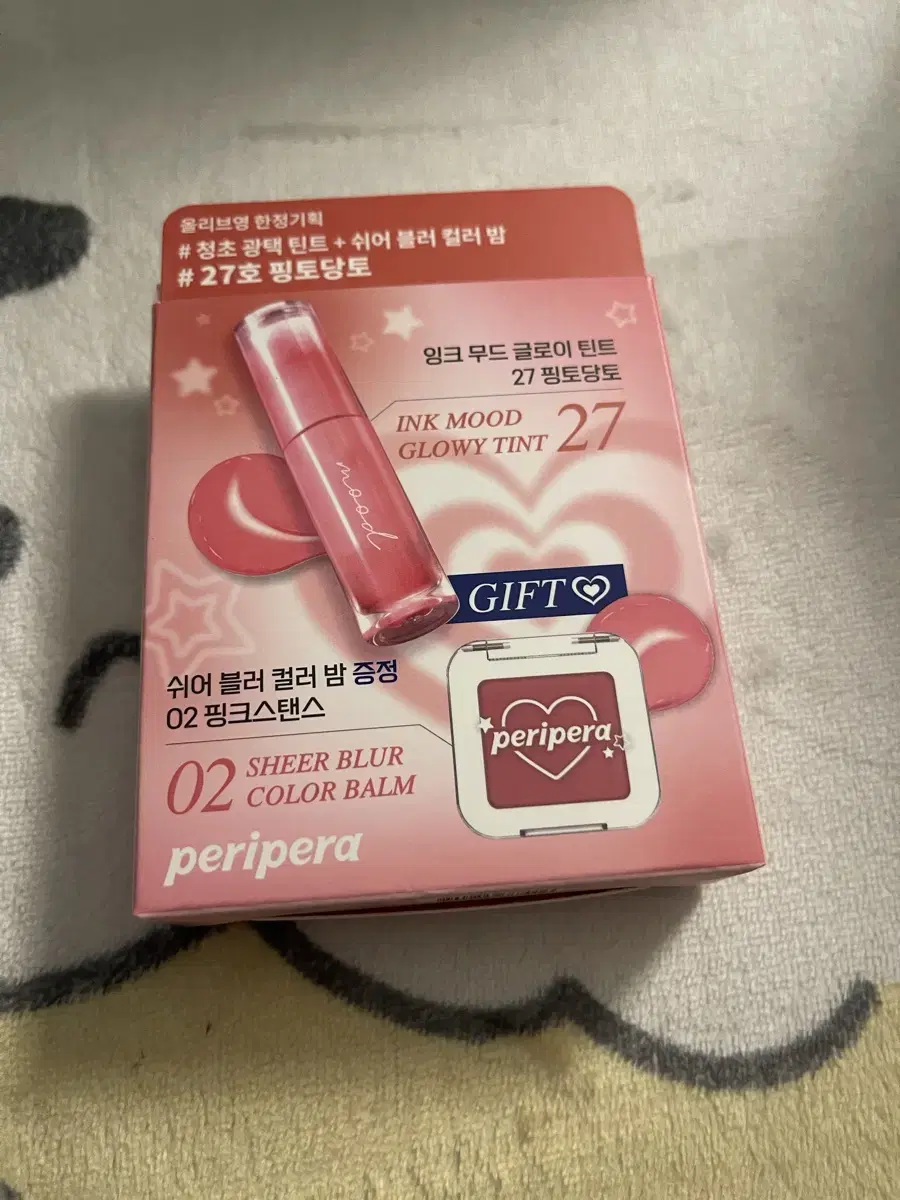 올리브영 한정기획
# 청초 광택 틴트 + 쉬어 블러 컬러 밤
# 27호 핑토당토
잉크 무드 글로이 틴트
27 핑토당토
INK MOOD
GLOWY TINT 27
mood
GIFT
쉬어 블러 컬러 밤 증정
02 핑크스탠스
02 SHEER BLUR
COLOR BALM
peripera
peripera